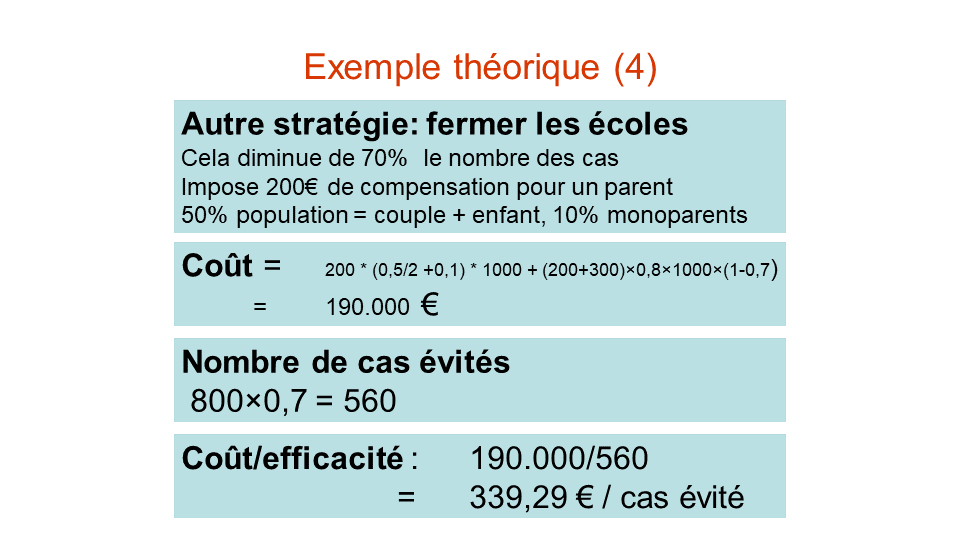 Exemple théorique (4)
Autre stratégie: fermer les écoles
Cela diminue de 70% le nombre des cas
Impose 200€ de compensation pour un parent
50% population = couple + enfant, 10% monoparents
Coût = 200 * (0,5/2 +0,1) * 1000 + (200+300)×0,8×1000×(1-0,7)
= 190.000 €
Nombre de cas évités
800×0,7 = 560
Coût/efficacité : 190.000/560
= 339,29 € / cas évité